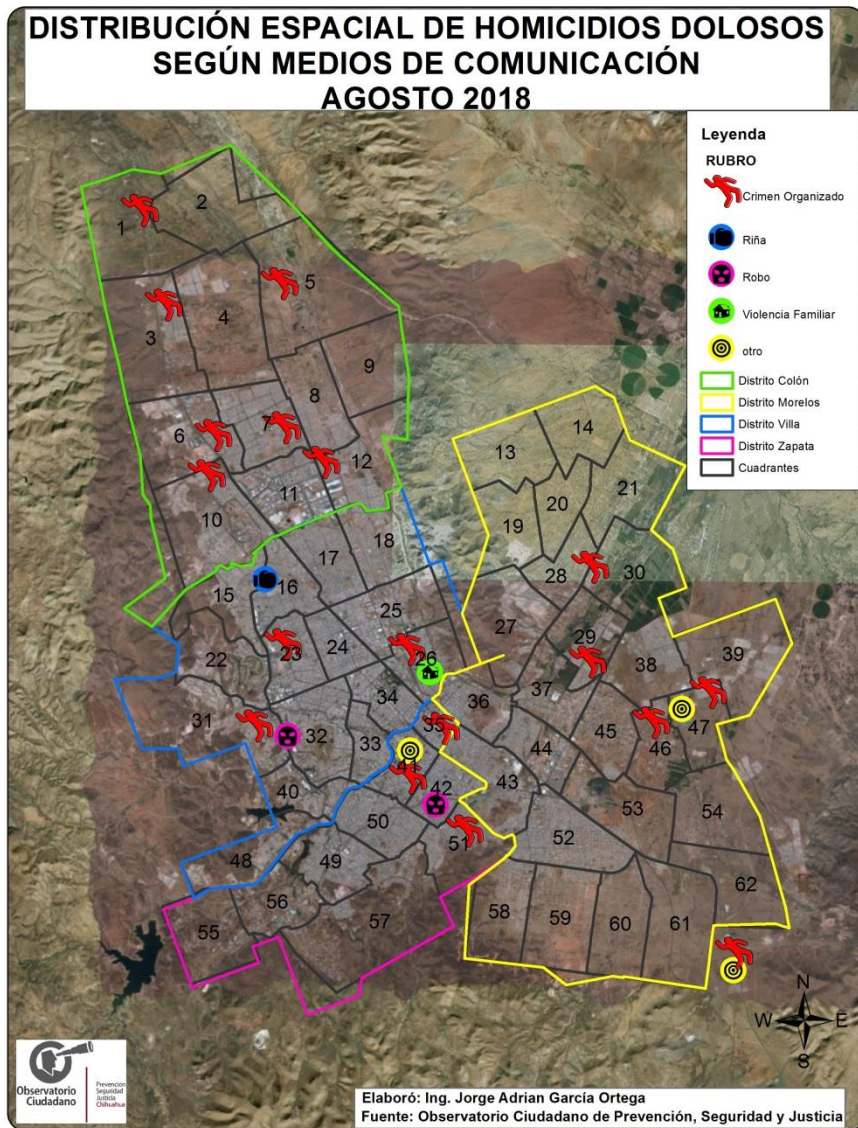 DISTRIBUCIÓN ESPACIAL DE HOMICIDIOS DOLOSOS
SEGÚN MEDIOS DE COMUNICACIÓN
AGOSTO 2018
Leyenda
RUBRO
Crimen Organizado
Riña
Robo
Violencia Familiar
otro
Distrito Colón
Distrito Morelos
Distrito Villa
Distrito Zapata
Cuadrantes
1
2
3
4
5
6
7
8
9
10
11
12
13
14
15
16
17
18
19
20
21
22
23
24
25
26
27
28
29
30
31
32
33
34
35
36
37
38
39
40
41
42
43
44
45
46
47
48
49
50
51
52
53
54
55
56
57
58
59
60
61
62
N
W E
S
Observatorio
Ciudadano
Prevención
Seguridad
Justicia
Chihuahua
Elaboró: Ing. Jorge Adrian García Ortega
Fuente: Observatorio Ciudadano de Prevención, Seguridad y Justicia